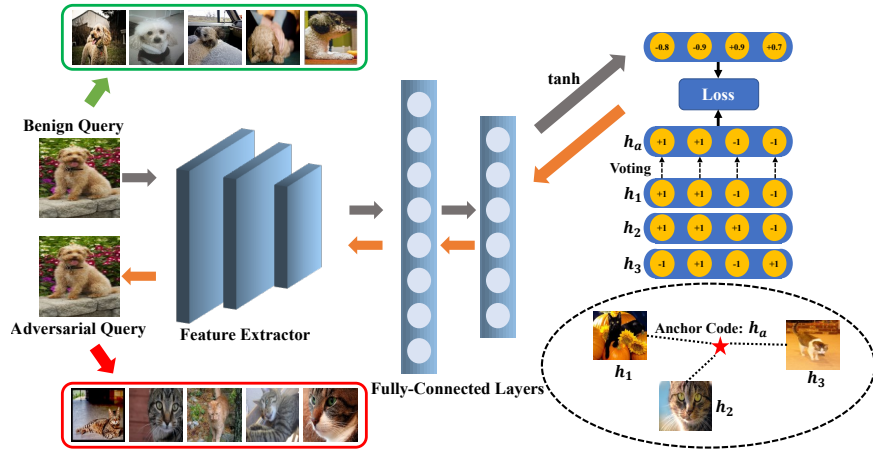 Benign Query
Adversarial Query
Feature Extractor
Fully-Connected Layers
tanh
-0.8 -0.9 +0.9 +0.7
Loss
h_a +1 +1 -1 -1
Voting
h_1 +1 +1 -1 -1
h_2 +1 +1 +1 -1
h_3 -1 +1 -1 +1
Anchor Code: h_a
h_1
h_2
h_3